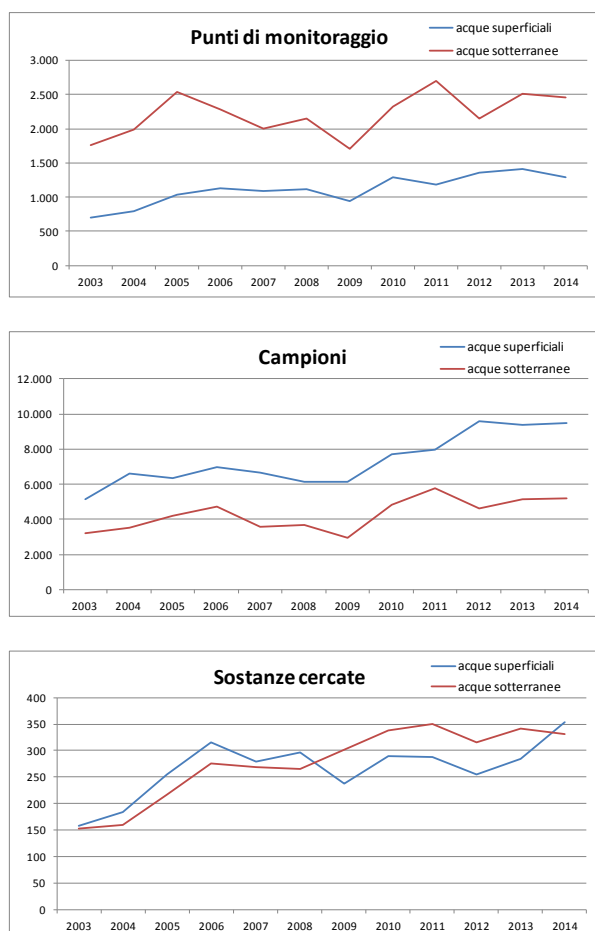 Punti di monitoraggio
acque superficiali
acque sotterranee
3.000
2.500
2.000
1.500
1.000
500
0
2003 2004 2005 2006 2007 2008 2009 2010 2011 2012 2013 2014
Campioni
acque superficiali
acque sotterranee
12.000
10.000
8.000
6.000
4.000
2.000
0
2003 2004 2005 2006 2007 2008 2009 2010 2011 2012 2013 2014
Sostanze cercate
acque superficiali
acque sotterranee
400
350
300
250
200
150
100
50
0
2003 2004 2005 2006 2007 2008 2009 2010 2011 2012 2013 2014